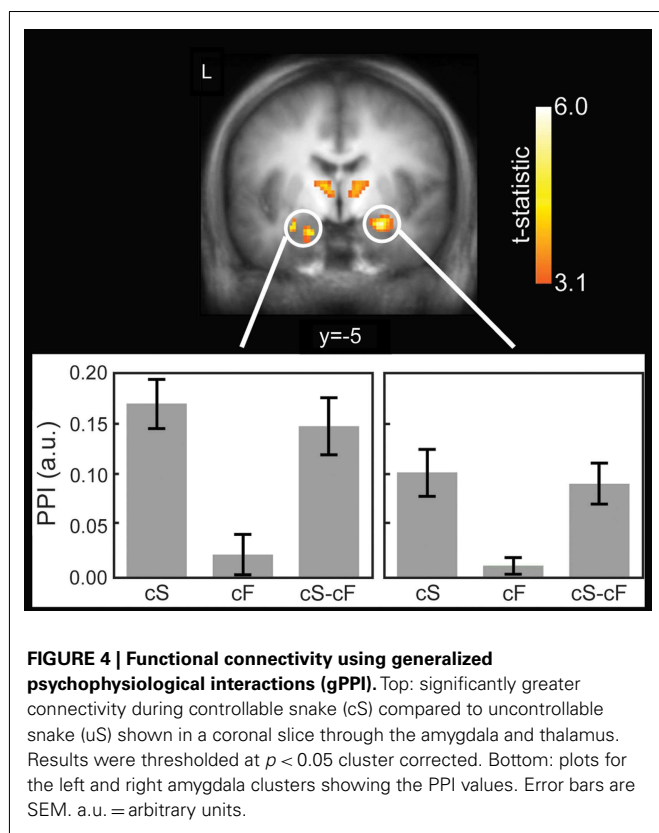 L
6.0
t-statistic
3.1
y=-5
0.20
0.15
0.10
0.05
0.00
PPI (a.u.)
cS cF cS-cF cS cF cS-cF
FIGURE 4 | Functional connectivity using generalized
psychophysiological interactions (gPPI). Top: significantly greater
connectivity during controllable snake (cS) compared to uncontrollable
snake (uS) shown in a coronal slice through the amygdala and thalamus.
Results were thresholded at p < 0.05 cluster corrected. Bottom: plots for
the left and right amygdala clusters showing the PPI values. Error bars are
SEM. a.u. = arbitrary units.